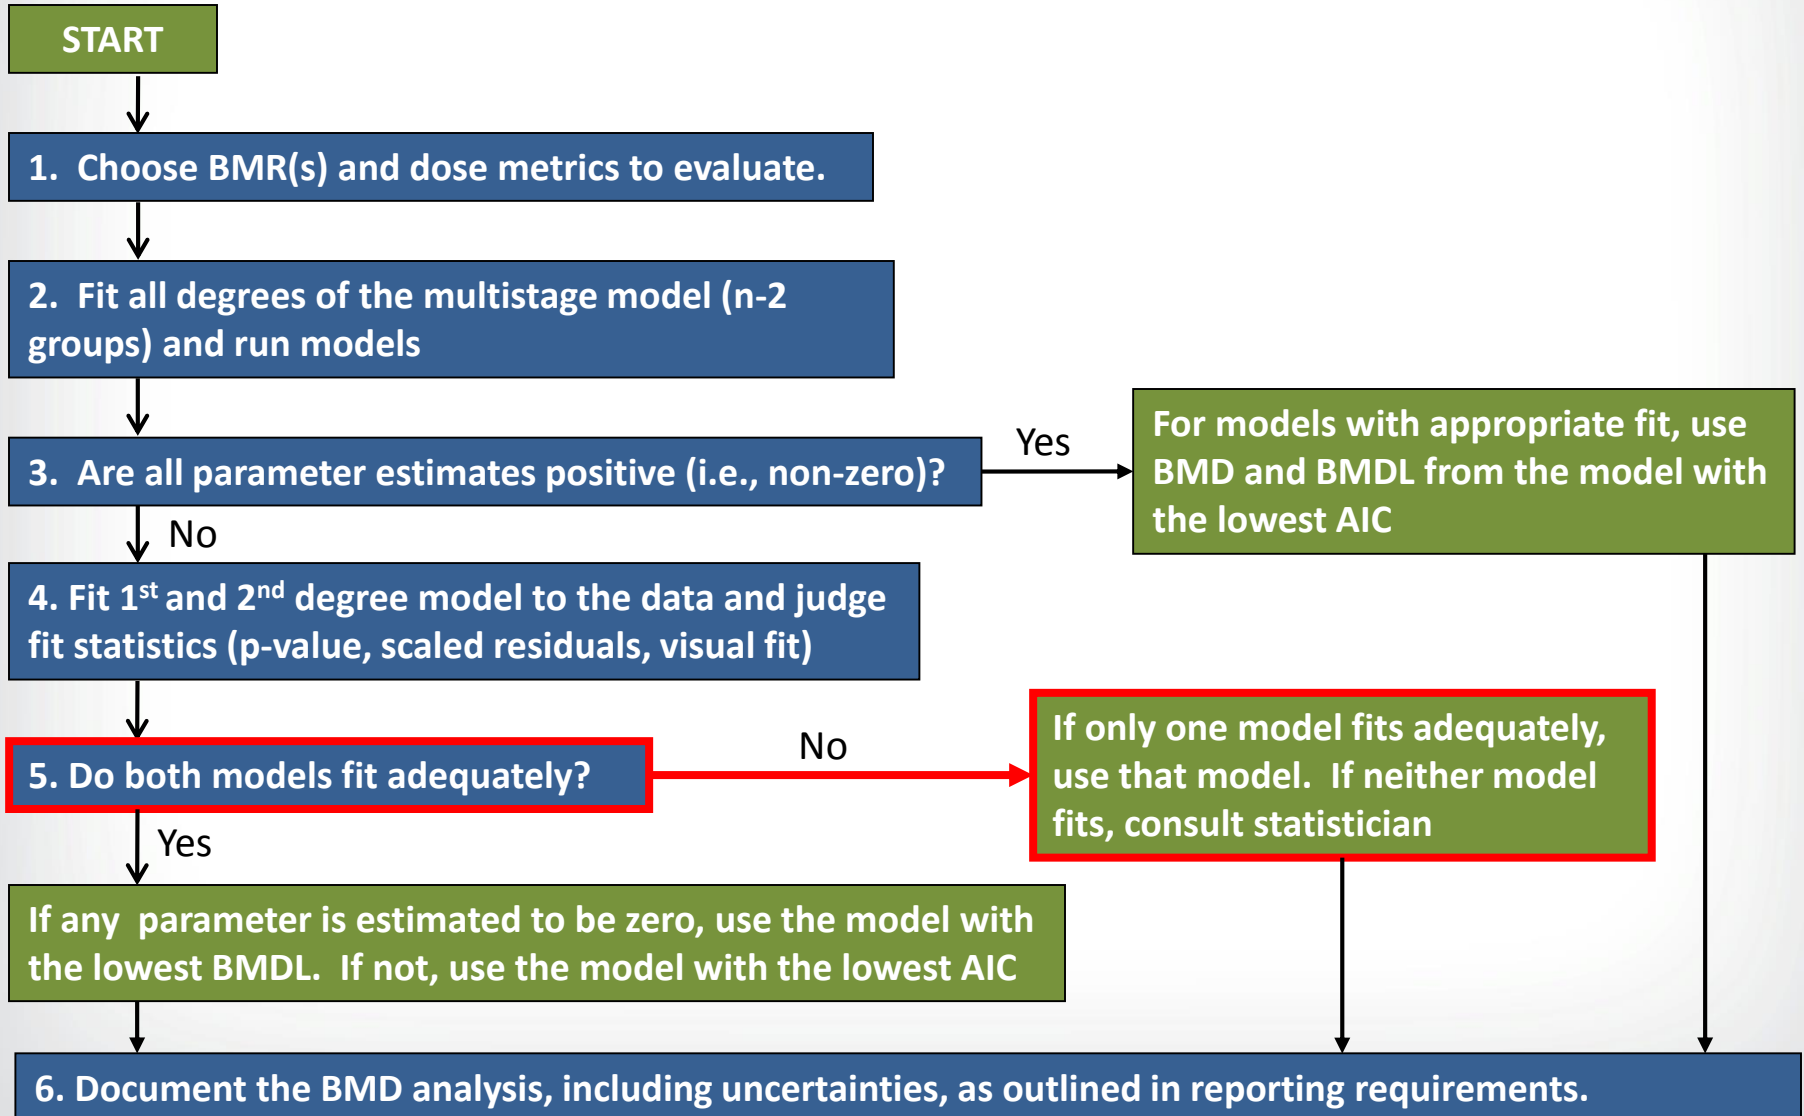 START
1. Choose BMR(s) and dose metrics to evaluate.
2. Fit all degrees of the multistage model (n-2
groups) and run models
3. Are all parameter estimates positive (i.e., non-zero)?
Yes
For models with appropriate fit, use
BMD and BMDL from the model with
the lowest AIC
No
4. Fit 1st and 2nd degree model to the data and judge
fit statistics (p-value, scaled residuals, visual fit)
5. Do both models fit adequately?
No
If only one model fits adequately,
use that model. If neither model
fits, consult statistician
Yes
If any parameter is estimated to be zero, use the model with
the lowest BMDL. If not, use the model with the lowest AIC
6. Document the BMD analysis, including uncertainties, as outlined in reporting requirements.